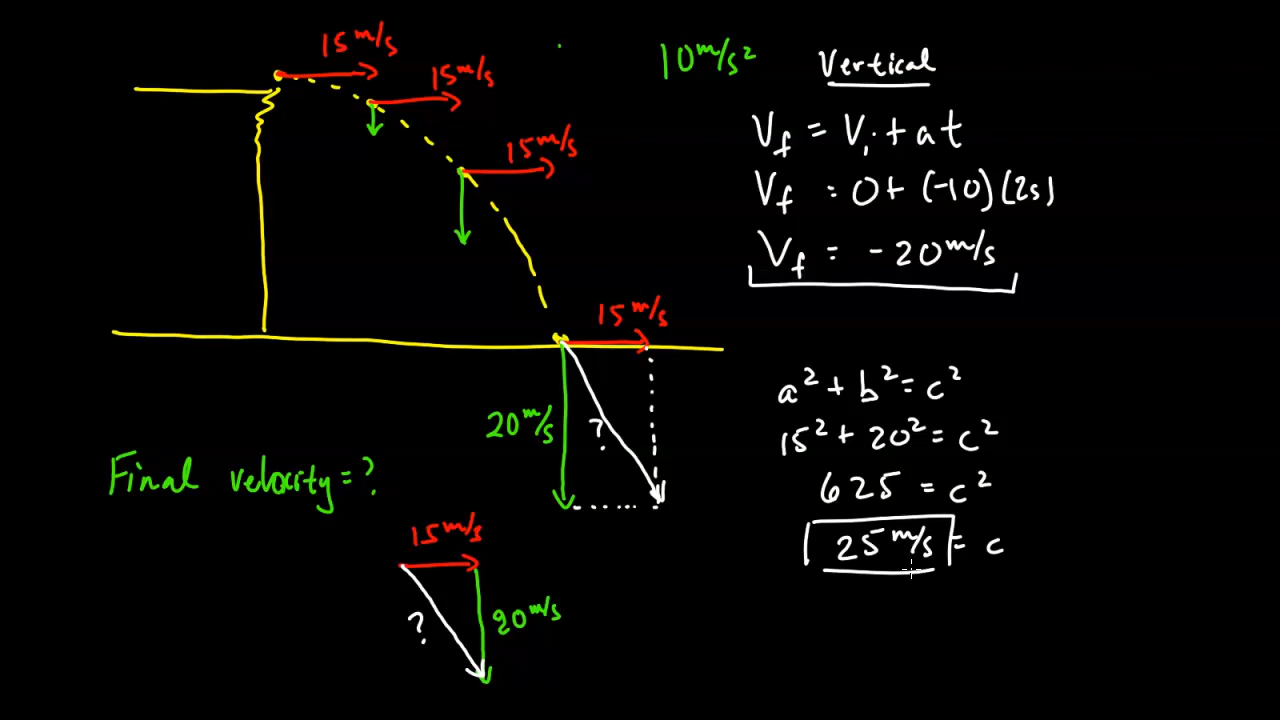 15 m/s
15 m/s
15 m/s
15 m/s
20 m/s
?
Final velocity = ?
15 m/s
20 m/s
?
10 m/s²
Vertical
Vf = Vi + at
Vf = 0 + (-10)(2s)
Vf = -20 m/s
a² + b² = c²
15² + 20² = c²
625 = c²
25 m/s = c